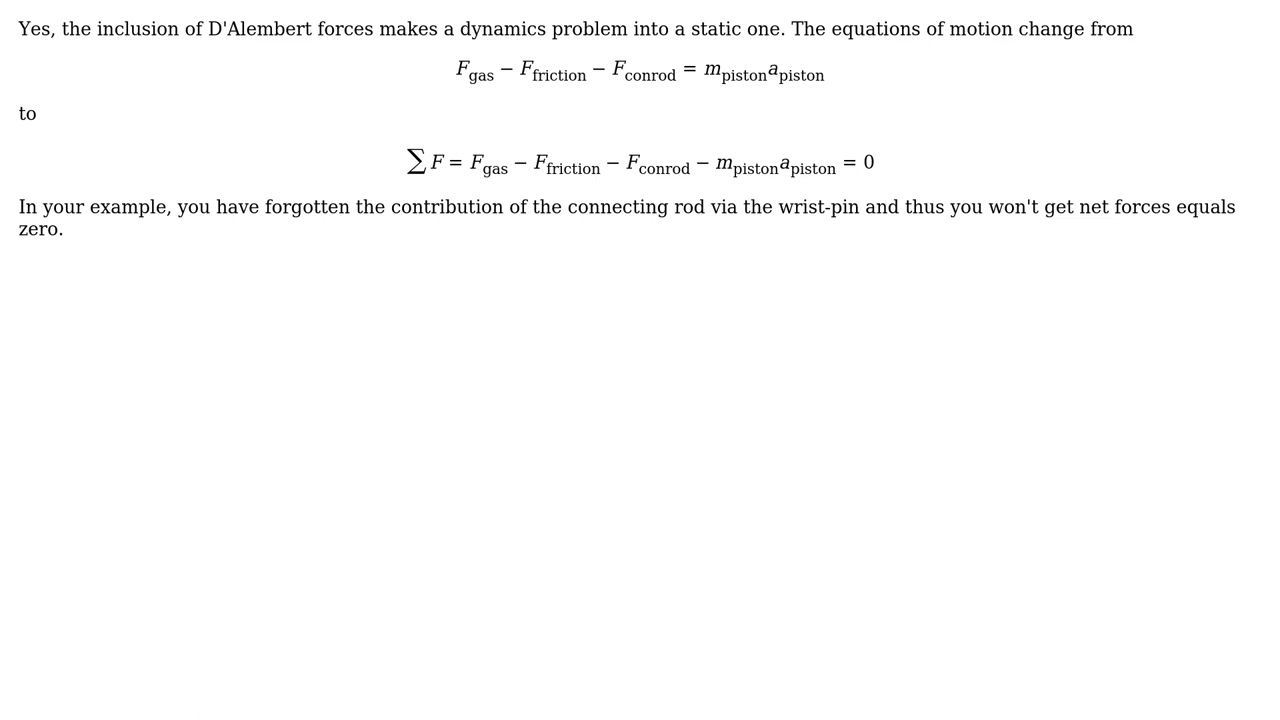 Yes, the inclusion of D'Alembert forces makes a dynamics problem into a static one. The equations of motion change from
F_gas − F_friction − F_conrod = m_piston a_piston
to
∑ F = F_gas − F_friction − F_conrod − m_piston a_piston = 0
In your example, you have forgotten the contribution of the connecting rod via the wrist-pin and thus you won't get net forces equals
zero.